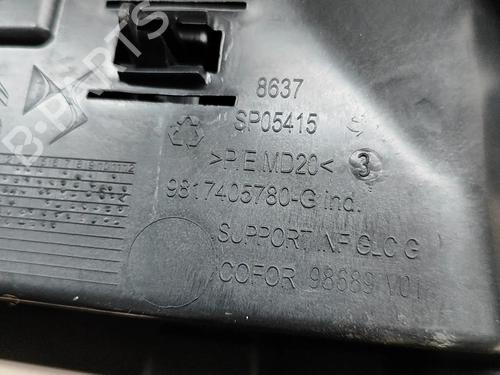 B-PARTS
8637
SP05415
>P/E MD20< 3
9817405780-G ind.
SUPPORT INF GLC G
COFOR 98689 V01